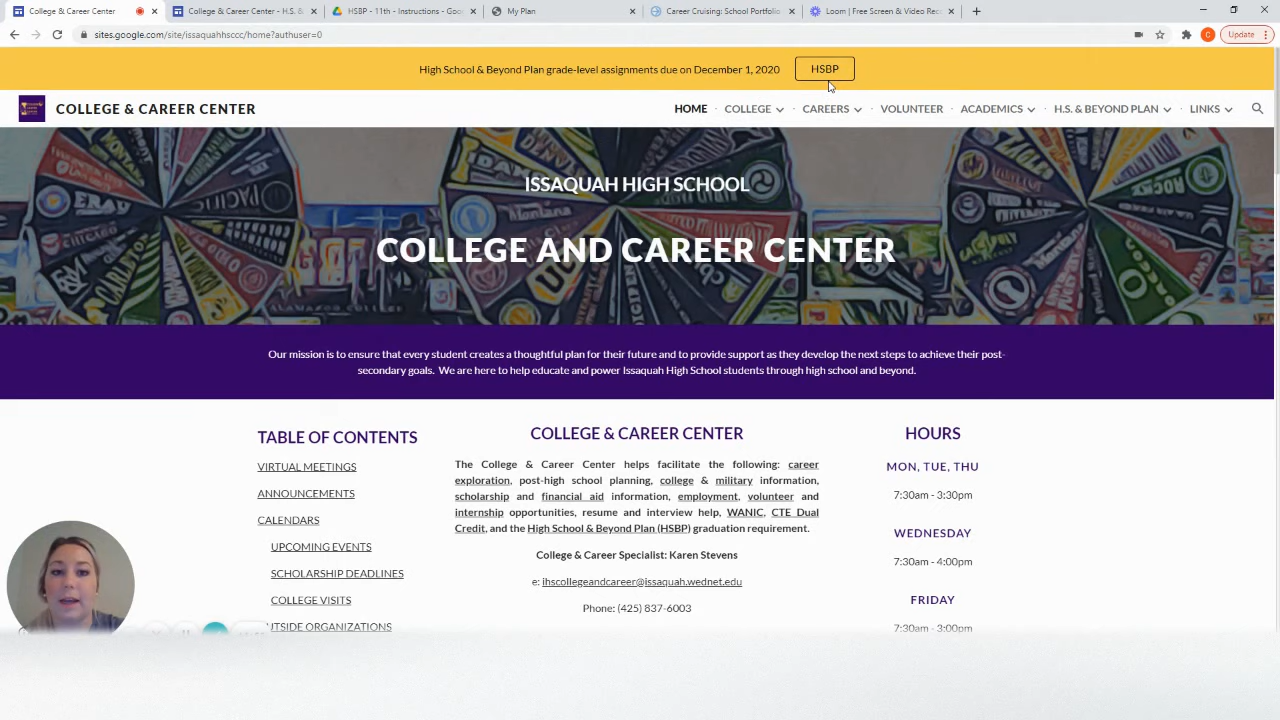 College & Career Center
College & Career Center - H.S. &
HSBP - 11th - Instructions - Goog
My Plan
Career Cruising: School Portfolio
Loom | Free Screen & Video Rec
sites.google.com/site/issaquahhsccc/home?authuser=0
C
Update
High School & Beyond Plan grade-level assignments due on December 1, 2020
HSBP
COLLEGE & CAREER CENTER
HOME
COLLEGE
CAREERS
VOLUNTEER
ACADEMICS
H.S. & BEYOND PLAN
LINKS
ISSAQUAH HIGH SCHOOL
COLLEGE AND CAREER CENTER
Our mission is to ensure that every student creates a thoughtful plan for their future and to provide support as they develop the next steps to achieve their post-
secondary goals. We are here to help educate and power Issaquah High School students through high school and beyond.
TABLE OF CONTENTS
VIRTUAL MEETINGS
ANNOUNCEMENTS
CALENDARS
UPCOMING EVENTS
SCHOLARSHIP DEADLINES
COLLEGE VISITS
UTSIDE ORGANIZATIONS
COLLEGE & CAREER CENTER
The College & Career Center helps facilitate the following: career
exploration, post-high school planning, college & military information,
scholarship and financial aid information, employment, volunteer and
internship opportunities, resume and interview help, WANIC, CTE Dual
Credit, and the High School & Beyond Plan (HSBP) graduation requirement.
College & Career Specialist: Karen Stevens
e: ihscollegeandcareer@issaquah.wednet.edu
Phone: (425) 837-6003
HOURS
MON, TUE, THU
7:30am - 3:30pm
WEDNESDAY
7:30am - 4:00pm
FRIDAY
7:30am - 3:00pm